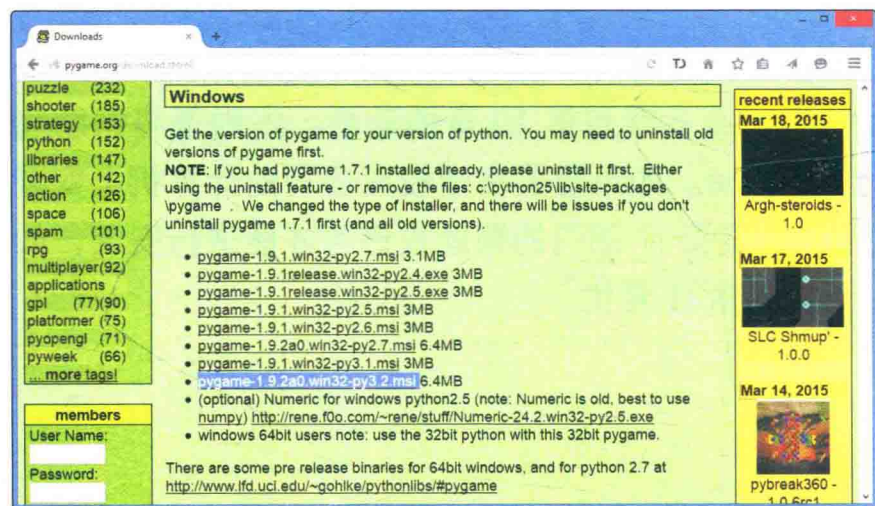 Downloads
pygame.org
puzzle (232)
shooter (185)
strategy (153)
python (152)
libraries (147)
other (142)
action (126)
space (106)
spam (101)
rpg (93)
multiplayer(92)
applications
gpl (77)(90)
platformer (75)
pyopengl (71)
pyweek (66)
... more tags!
members
User Name:
Password:
Windows
Get the version of pygame for your version of python. You may need to uninstall old
versions of pygame first.
NOTE: if you had pygame 1.7.1 installed already, please uninstall it first. Either
using the uninstall feature - or remove the files: c:\python25\lib\site-packages
\pygame . We changed the type of installer, and there will be issues if you don't
uninstall pygame 1.7.1 first (and all old versions).
• pygame-1.9.1.win32-py2.7.msi 3.1MB
• pygame-1.9.1release.win32-py2.4.exe 3MB
• pygame-1.9.1release.win32-py2.5.exe 3MB
• pygame-1.9.1.win32-py2.5.msi 3MB
• pygame-1.9.1.win32-py2.6.msi 3MB
• pygame-1.9.2a0.win32-py2.7.msi 6.4MB
• pygame-1.9.1.win32-py3.1.msi 3MB
• pygame-1.9.2a0.win32-py3.2.msi 6.4MB
• (optional) Numeric for windows python2.5 (note: Numeric is old, best to use
numpy) http://rene.f0o.com/~rene/stuff/Numeric-24.2.win32-py2.5.exe
• windows 64bit users note: use the 32bit python with this 32bit pygame.
There are some pre release binaries for 64bit windows, and for python 2.7 at
http://www.lfd.uci.edu/~gohlke/pythonlibs/#pygame
recent releases
Mar 18, 2015
Argh-steroids -
1.0
Mar 17, 2015
SLC Shmup' -
1.0.0
Mar 14, 2015
pybreak360 -
1.0.6rc1